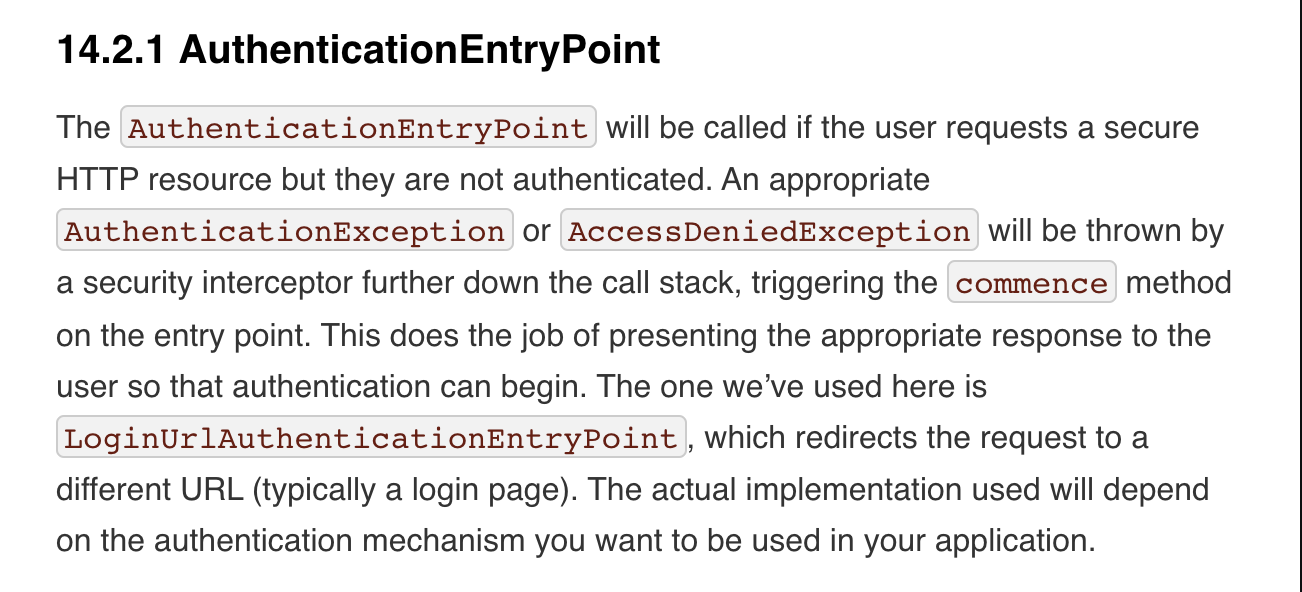 14.2.1 AuthenticationEntryPoint
The AuthenticationEntryPoint will be called if the user requests a secure
HTTP resource but they are not authenticated. An appropriate
AuthenticationException or AccessDeniedException will be thrown by
a security interceptor further down the call stack, triggering the commence method
on the entry point. This does the job of presenting the appropriate response to the
user so that authentication can begin. The one we’ve used here is
LoginUrlAuthenticationEntryPoint, which redirects the request to a
different URL (typically a login page). The actual implementation used will depend
on the authentication mechanism you want to be used in your application.